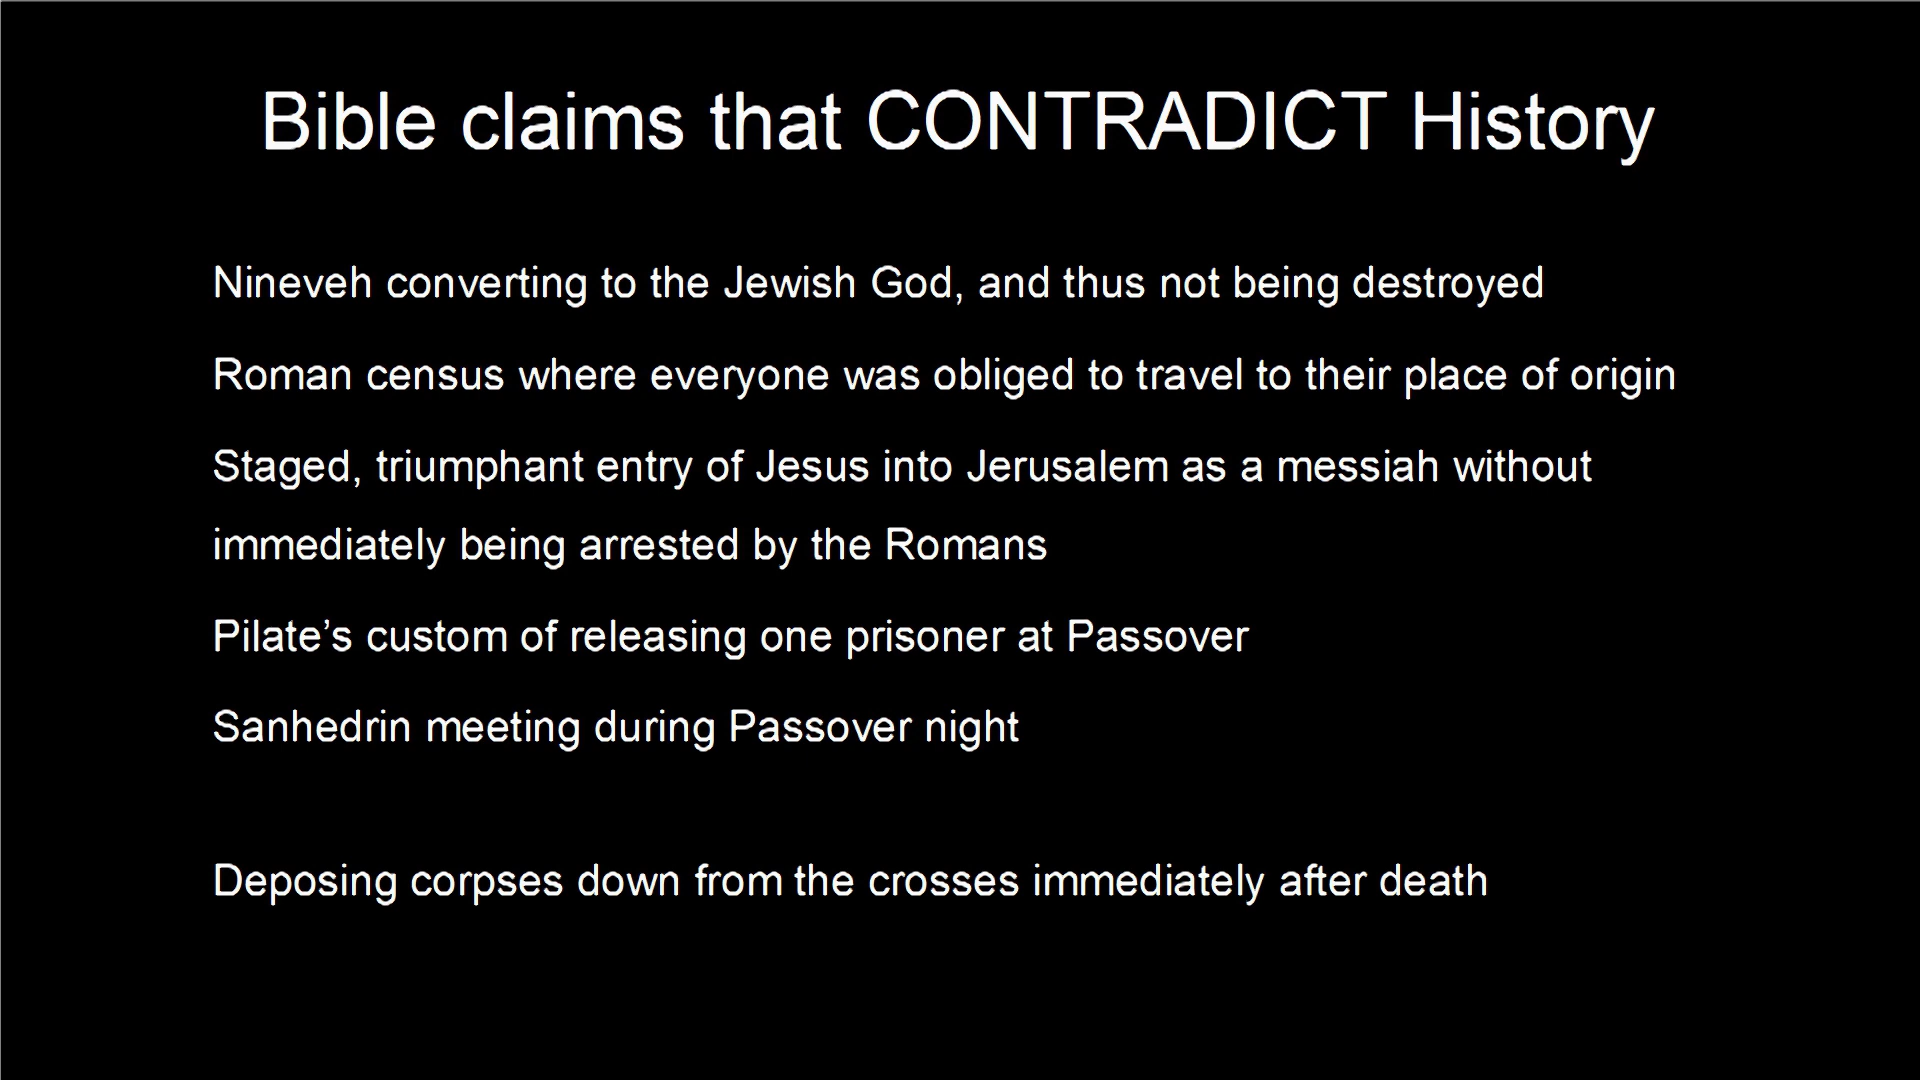 Bible claims that CONTRADICT History
Nineveh converting to the Jewish God, and thus not being destroyed
Roman census where everyone was obliged to travel to their place of origin
Staged, triumphant entry of Jesus into Jerusalem as a messiah without
immediately being arrested by the Romans
Pilate’s custom of releasing one prisoner at Passover
Sanhedrin meeting during Passover night
Deposing corpses down from the crosses immediately after death